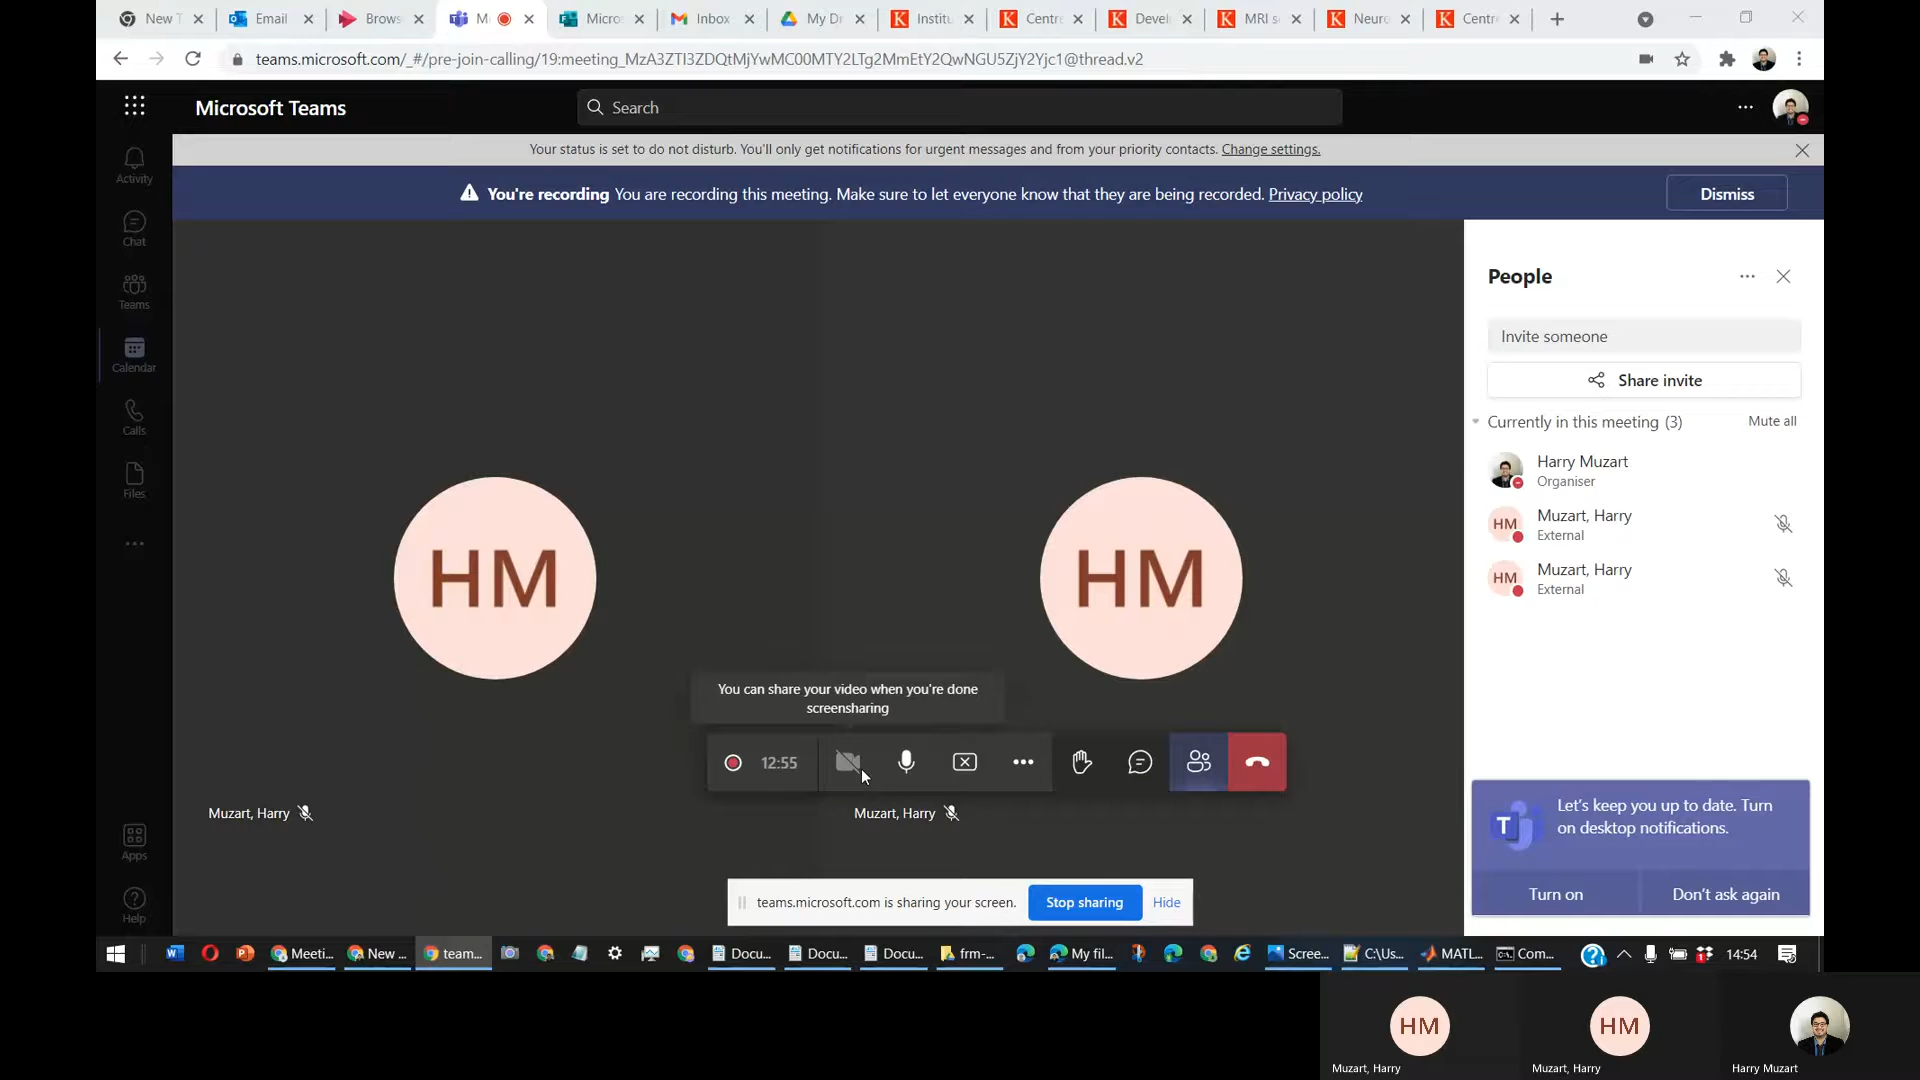 New T
Email
Brows
M
Micros
Inbox
My Dr
Institu
Centr
Devel
MRI s
Neuro
Centr
teams.microsoft.com/_#/pre-join-calling/19:meeting_MzA3ZTI3ZDQtMjYwMC00MTY2LTg2MmEtY2QwNGU5ZjY2Yjc1@thread.v2
Microsoft Teams
Search
Your status is set to do not disturb. You'll only get notifications for urgent messages and from your priority contacts. Change settings.
You're recording You are recording this meeting. Make sure to let everyone know that they are being recorded. Privacy policy
Dismiss
Activity
Chat
Teams
Calendar
Calls
Files
Apps
Help
HM
HM
You can share your video when you're done
screensharing
12:55
Muzart, Harry
Muzart, Harry
teams.microsoft.com is sharing your screen.
Stop sharing
Hide
People
Invite someone
Share invite
Currently in this meeting (3)
Mute all
Harry Muzart
Organiser
HM
Muzart, Harry
External
HM
Muzart, Harry
External
T
Let's keep you up to date. Turn
on desktop notifications.
Turn on
Don't ask again
Meeti...
New ...
team...
Docu...
Docu...
Docu...
frm-...
My fil...
Scree...
C:\Us...
MATL...
Com...
14:54
HM
HM
Muzart, Harry
Muzart, Harry
Harry Muzart